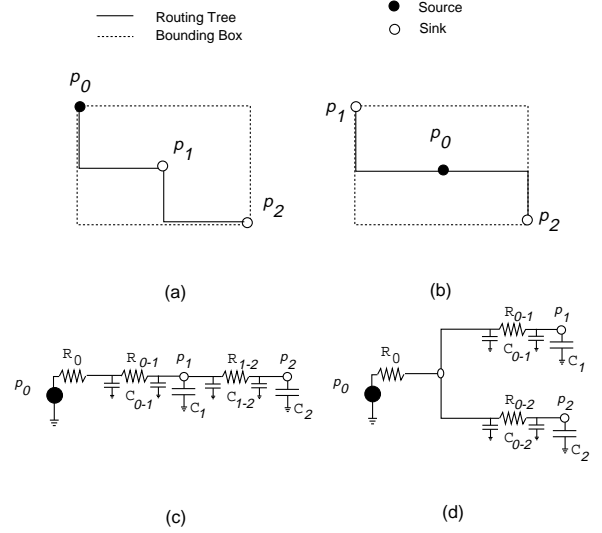 Routing Tree
Bounding Box
Source
Sink
p0
p1
p2
(a)
p1
p0
p2
(b)
p0
R0
R0-1
C0-1
p1
C1
R1-2
C1-2
p2
C2
(c)
p0
R0
R0-1
C0-1
p1
C1
R0-2
C0-2
p2
C2
(d)